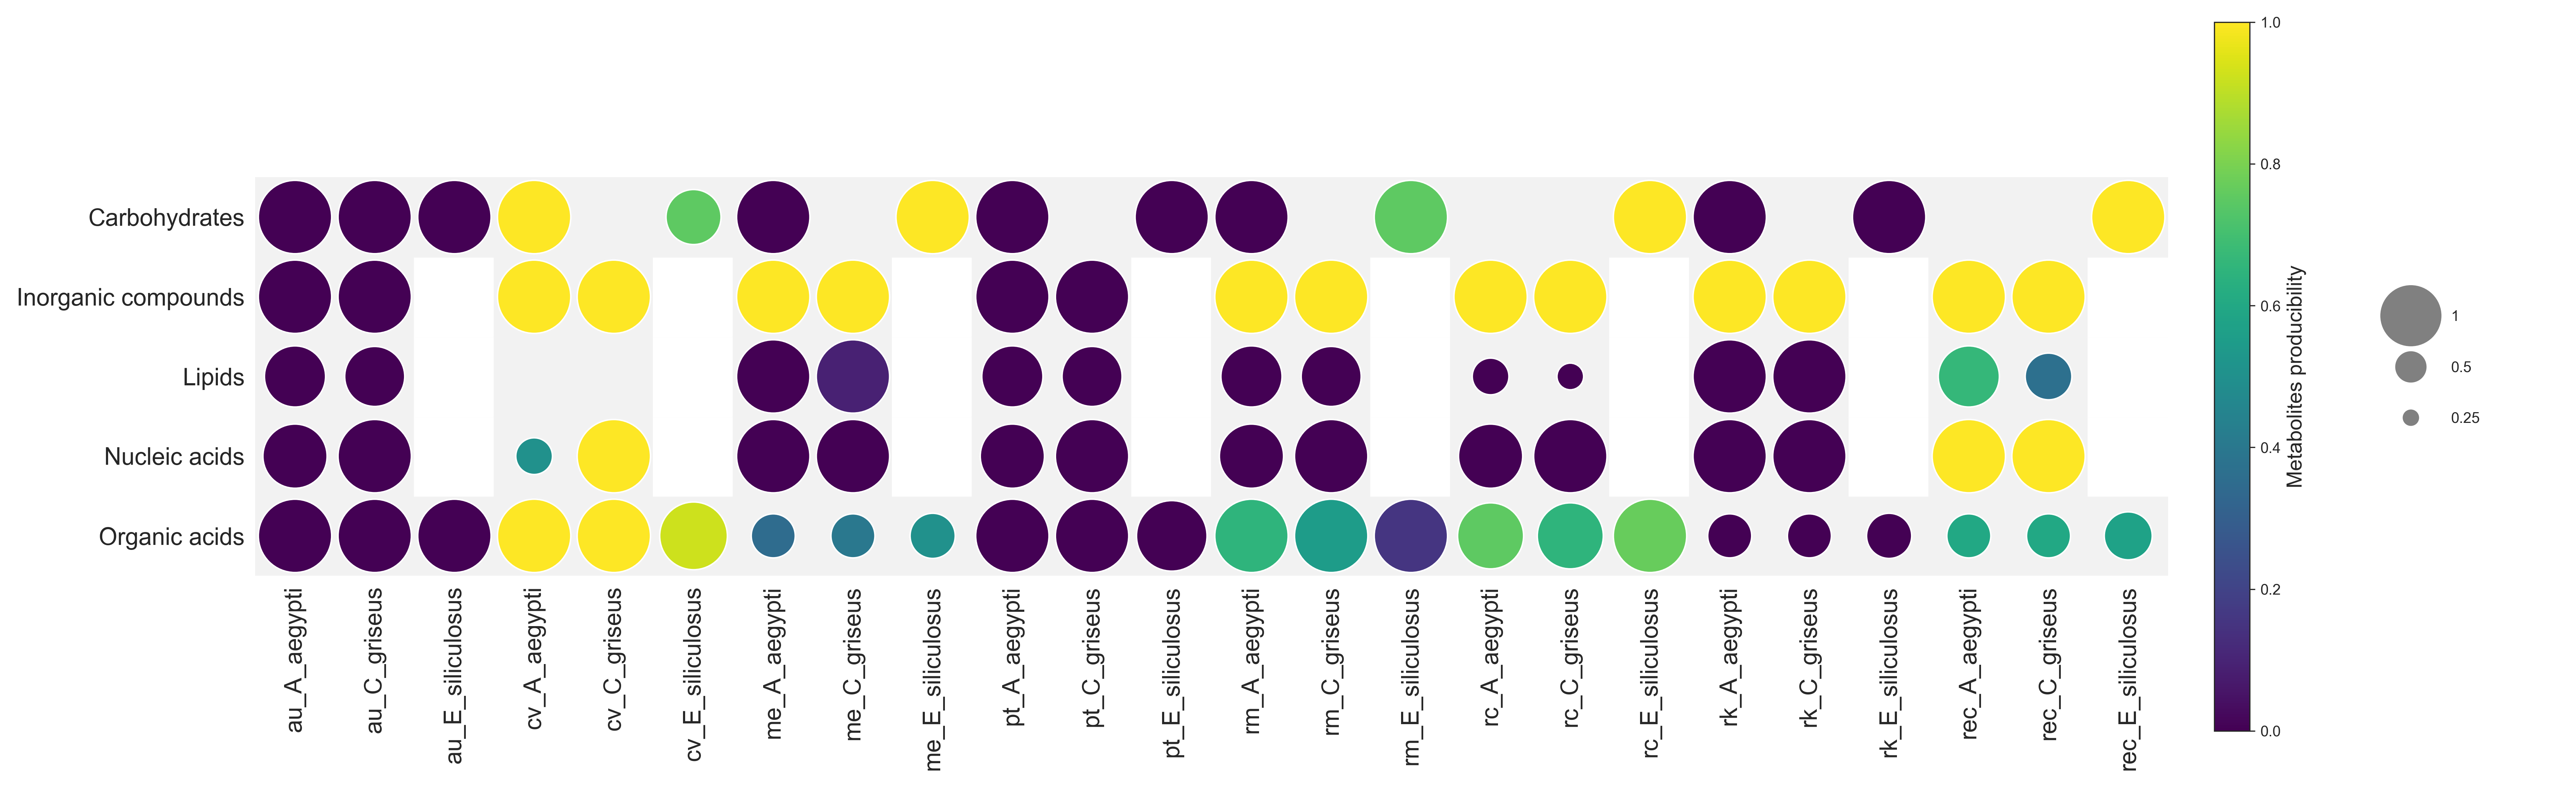 Carbohydrates
Inorganic compounds
Lipids
Nucleic acids
Organic acids
au_A_aegypti
au_C_griseus
au_E_siliculosus
cv_A_aegypti
cv_C_griseus
cv_E_siliculosus
me_A_aegypti
me_C_griseus
me_E_siliculosus
pt_A_aegypti
pt_C_griseus
pt_E_siliculosus
rm_A_aegypti
rm_C_griseus
rm_E_siliculosus
rc_A_aegypti
rc_C_griseus
rc_E_siliculosus
rk_A_aegypti
rk_C_griseus
rk_E_siliculosus
rec_A_aegypti
rec_C_griseus
rec_E_siliculosus
1.0
0.8
0.6
0.4
0.2
0.0
Metabolites producibility
1
0.5
0.25